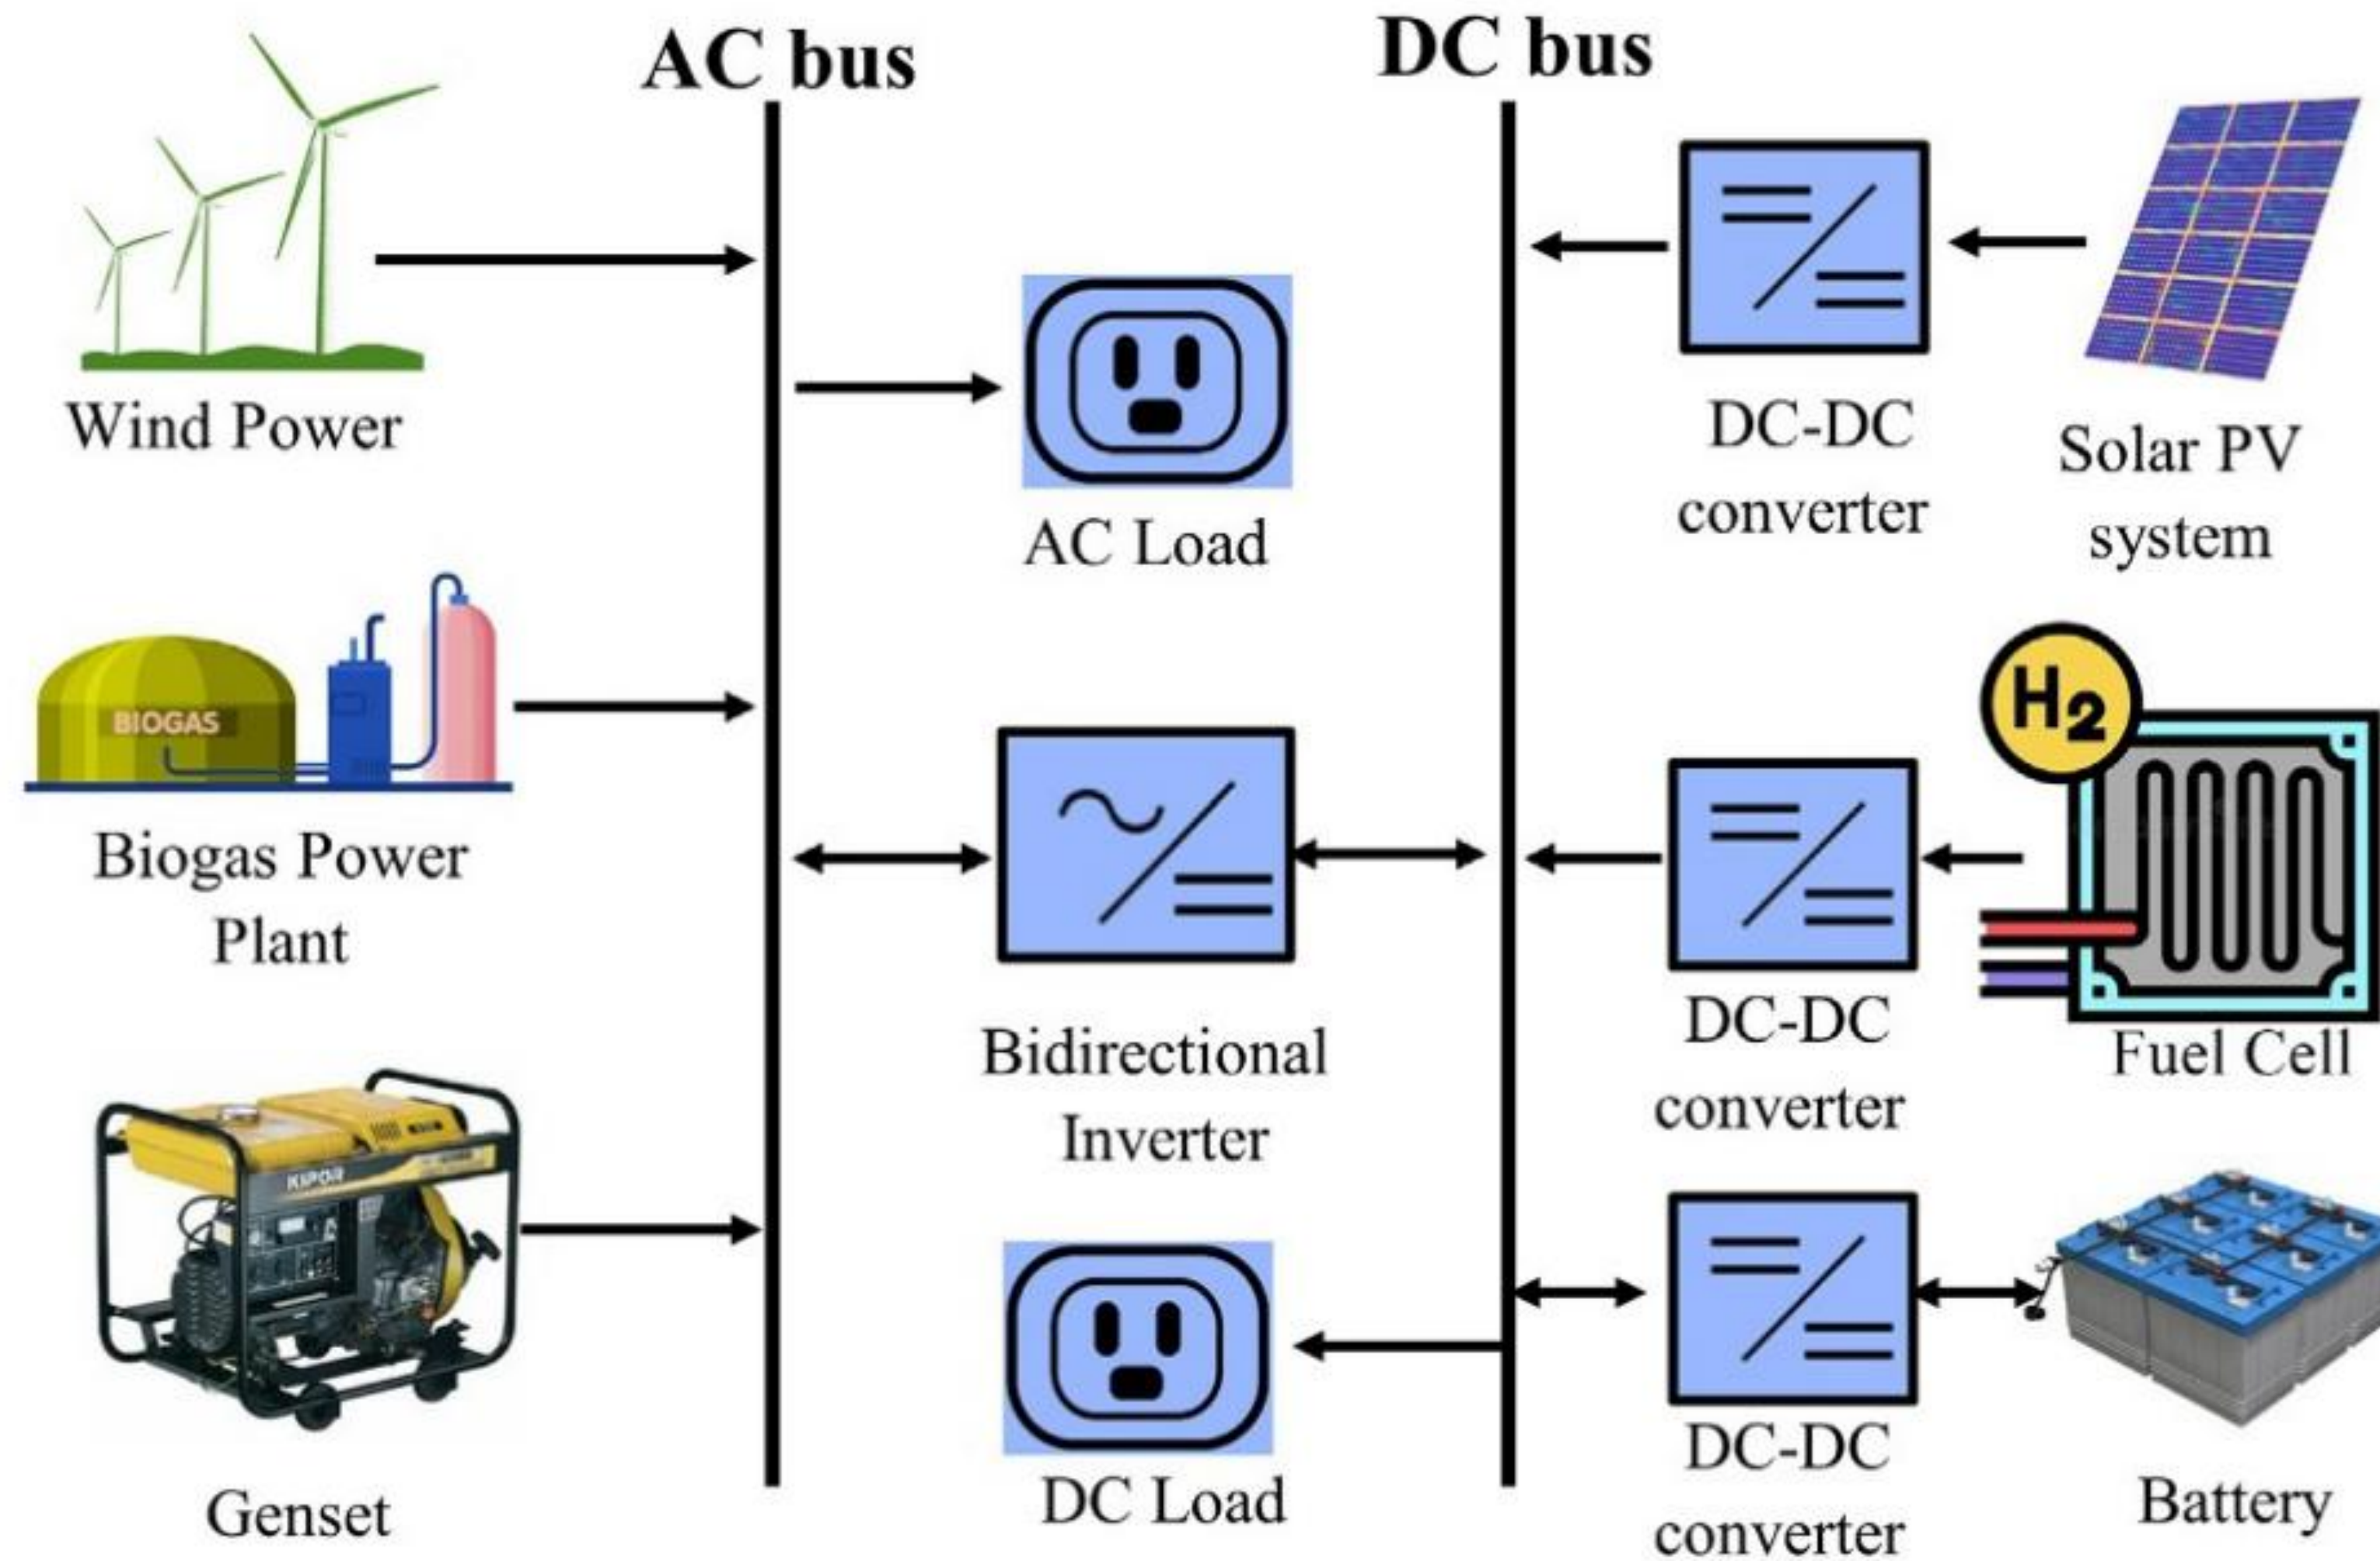 AC bus
DC bus
Wind Power
AC Load
DC-DC
converter
Solar PV
system
BIOGAS
Biogas Power
Plant
Bidirectional
Inverter
H2
DC-DC
converter
Fuel Cell
KIPOR
Genset
DC Load
DC-DC
converter
Battery